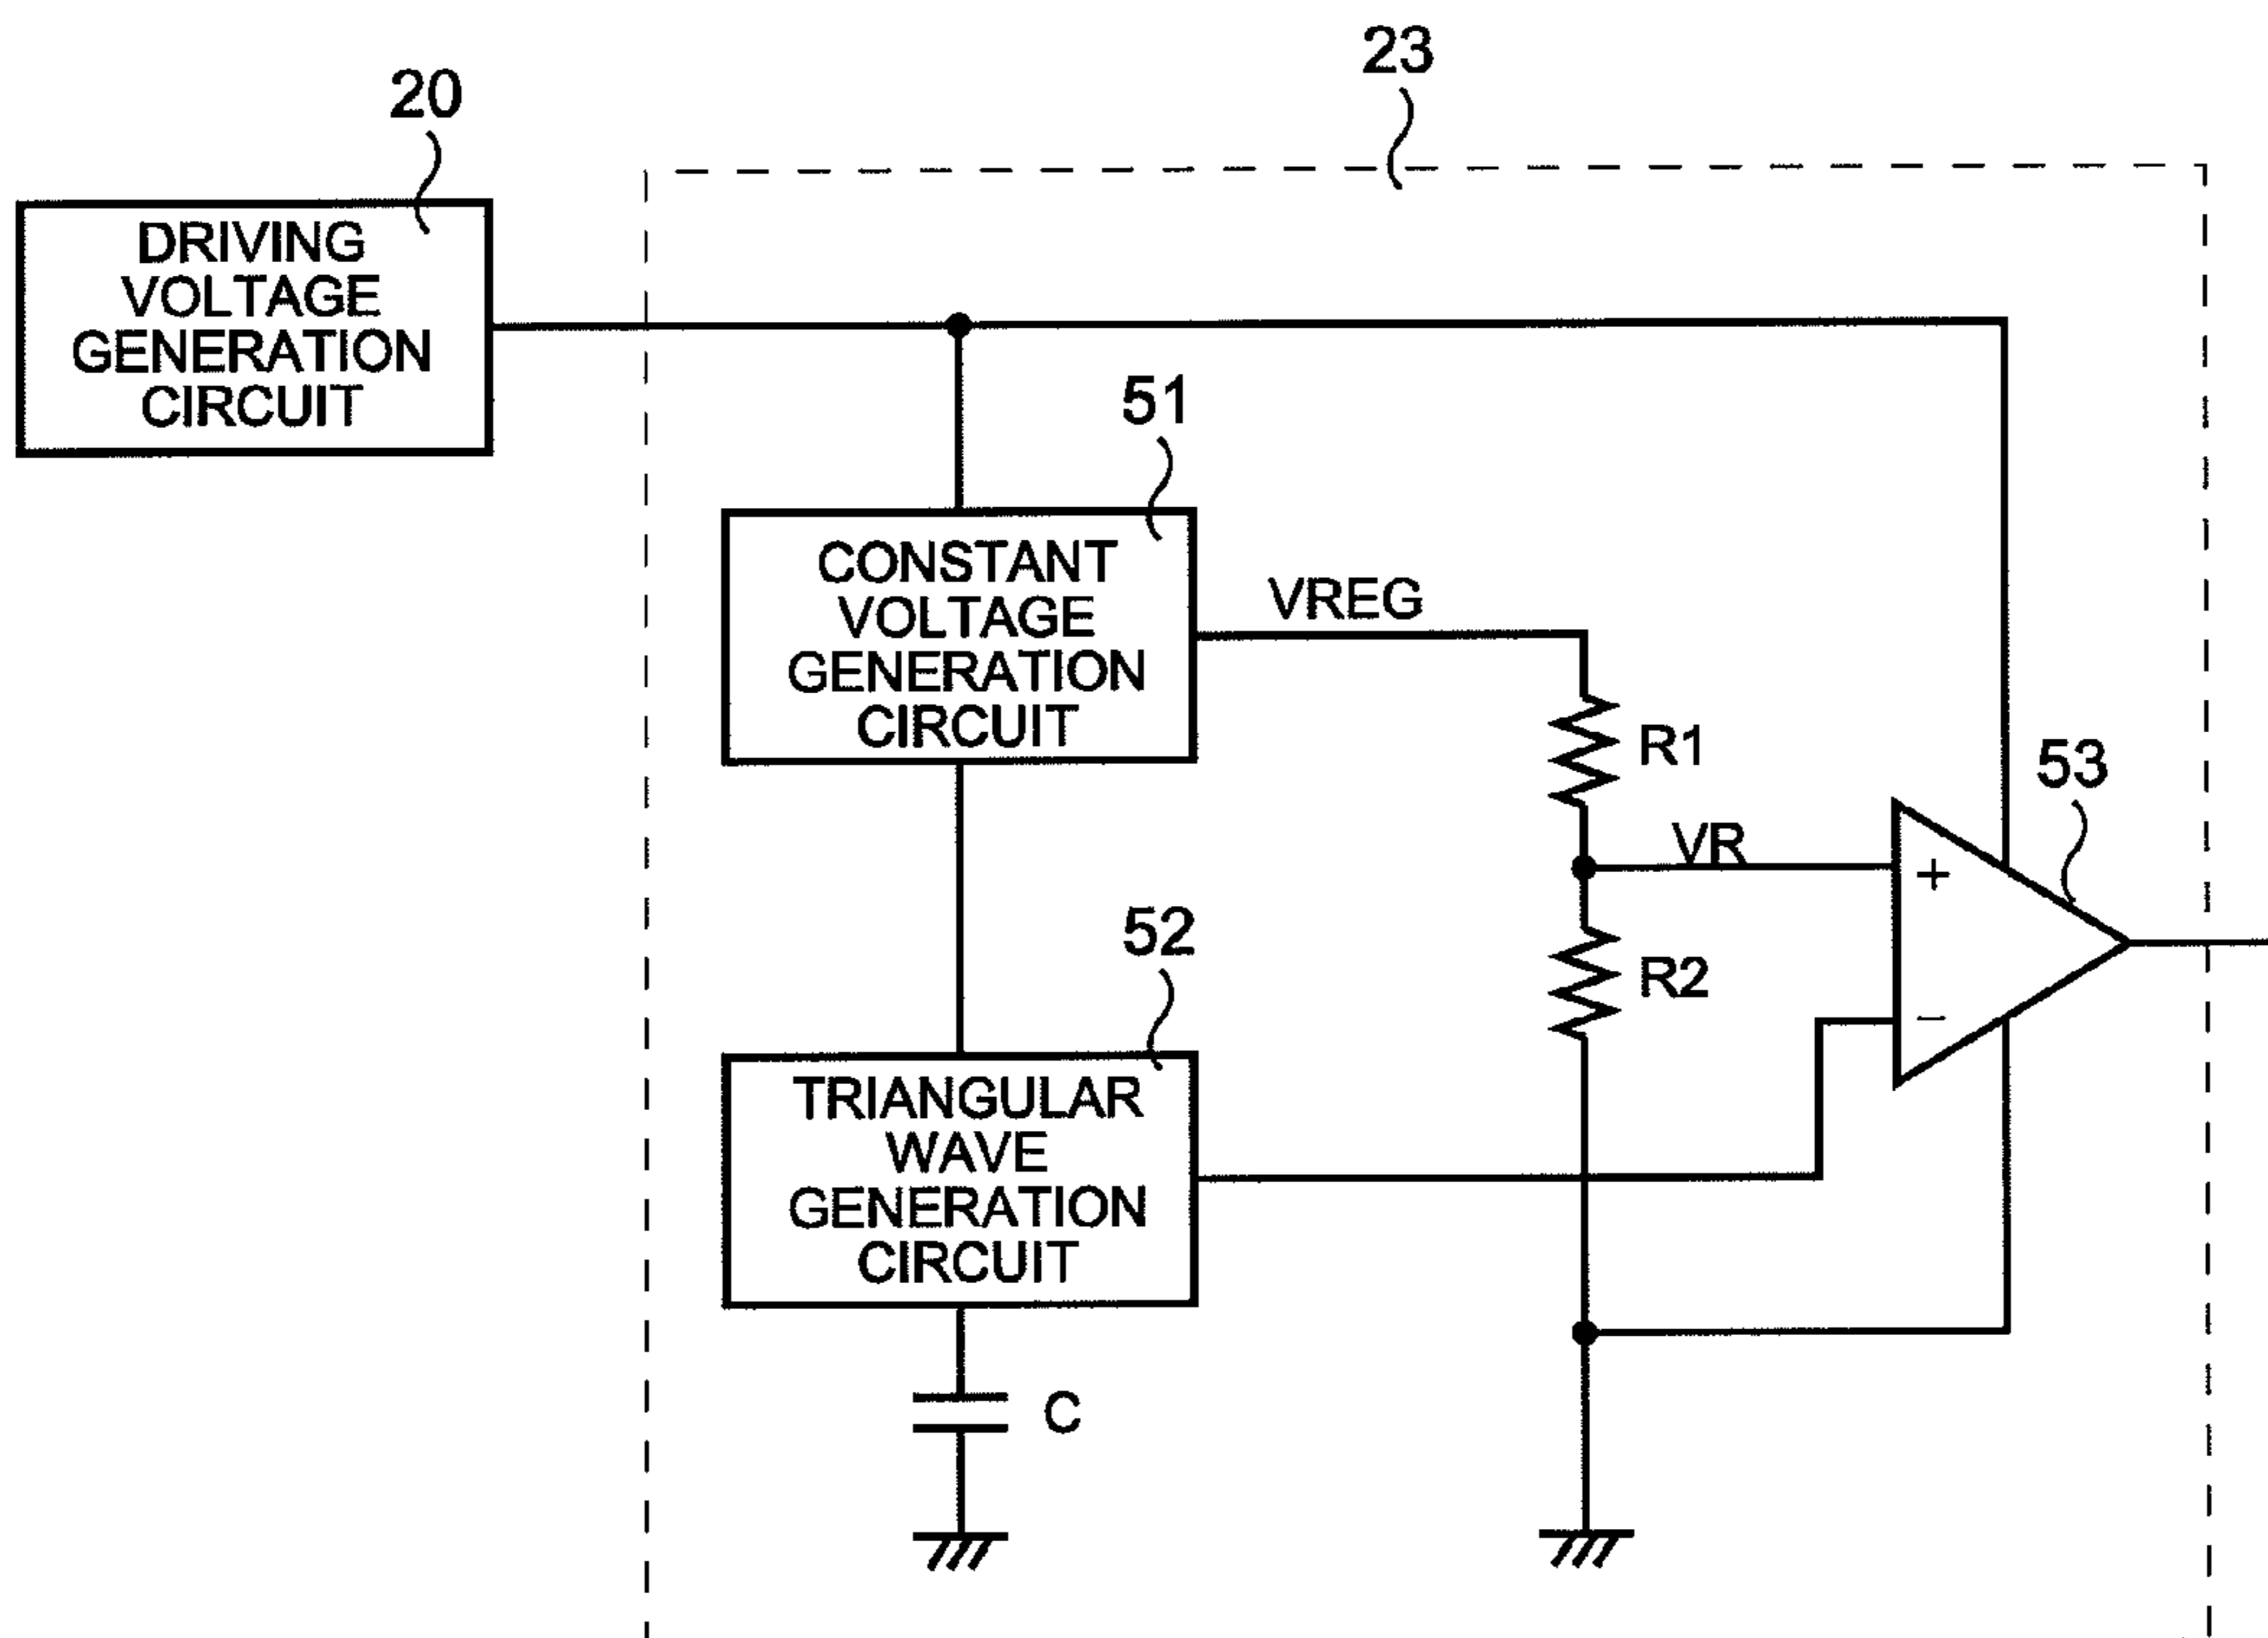 23
20
DRIVING
VOLTAGE
GENERATION
CIRCUIT
51
CONSTANT
VOLTAGE
GENERATION
CIRCUIT
VREG
R1
53
VR
+
52
R2
−
TRIANGULAR
WAVE
GENERATION
CIRCUIT
C